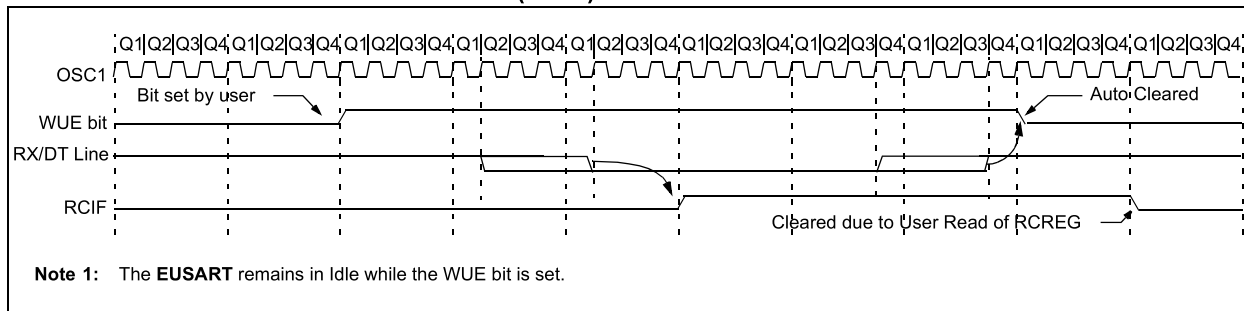 Q1|Q2|Q3|Q4 Q1|Q2|Q3|Q4 Q1|Q2|Q3|Q4 Q1|Q2|Q3|Q4 Q1|Q2|Q3|Q4 Q1|Q2|Q3|Q4 Q1|Q2|Q3|Q4 Q1|Q2|Q3|Q4 Q1|Q2|Q3|Q4 Q1|Q2|Q3|Q4
OSC1
Bit set by user
Auto Cleared
WUE bit
RX/DT Line
RCIF
Cleared due to User Read of RCREG
Note 1: The EUSART remains in Idle while the WUE bit is set.